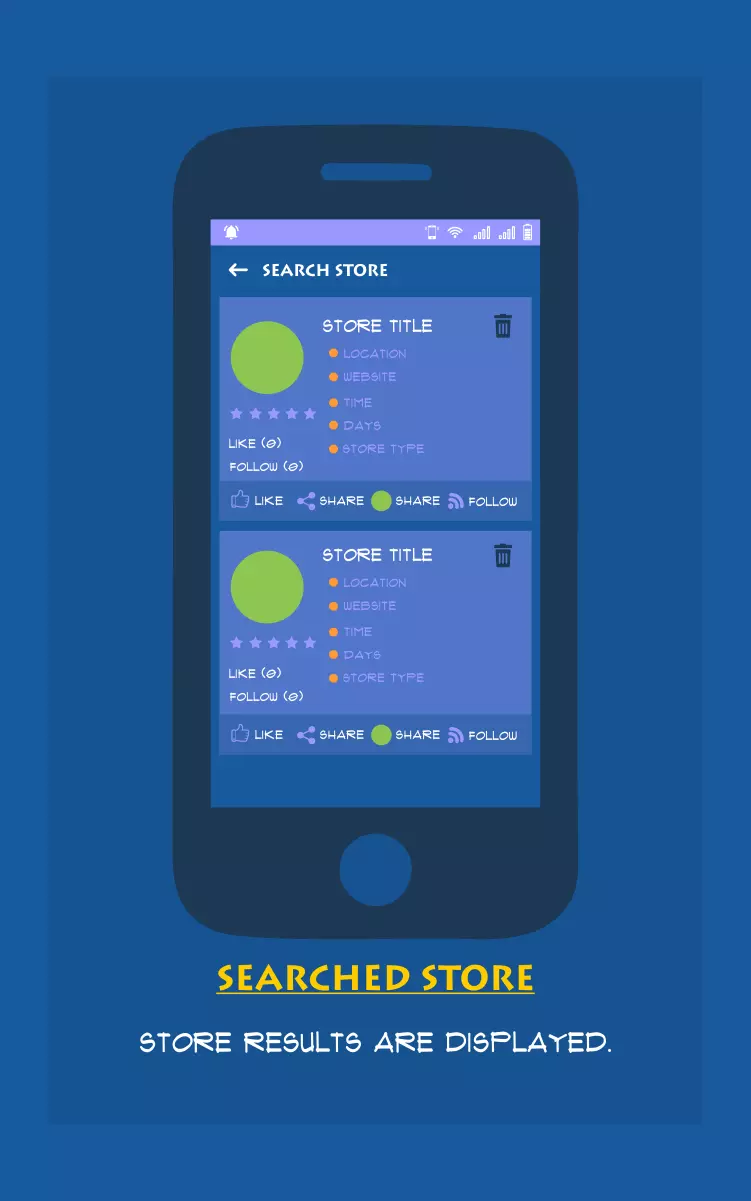 SEARCH STORE
STORE TITLE
LOCATION
WEBSITE
TIME
DAYS
STORE TYPE
LIKE (0)
FOLLOW (0)
LIKE SHARE SHARE FOLLOW
STORE TITLE
LOCATION
WEBSITE
TIME
DAYS
STORE TYPE
LIKE (0)
FOLLOW (0)
LIKE SHARE SHARE FOLLOW
SEARCHED STORE
STORE RESULTS ARE DISPLAYED.